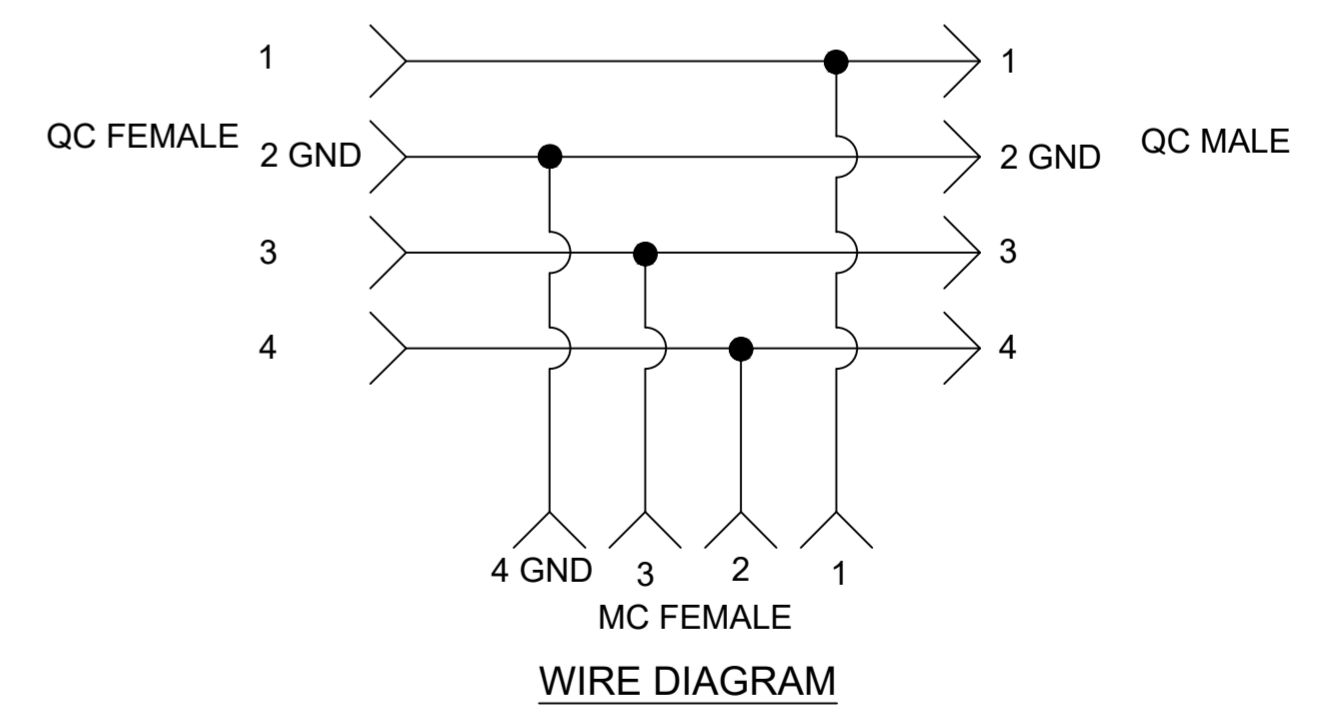 1
1
QC FEMALE
2 GND
2 GND
QC MALE
3
3
4
4
4 GND
3
2
1
MC FEMALE
WIRE DIAGRAM